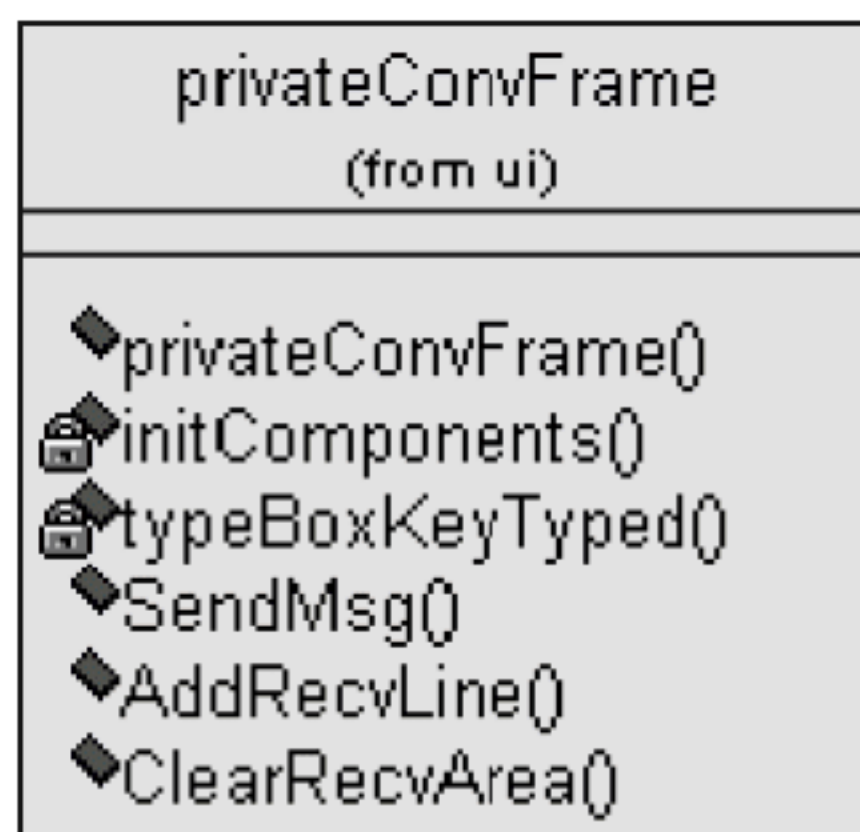 privateConvFrame
(from ui)
privateConvFrame()
initComponents()
typeBoxKeyTyped()
SendMsg()
AddRecvLine()
ClearRecvArea()